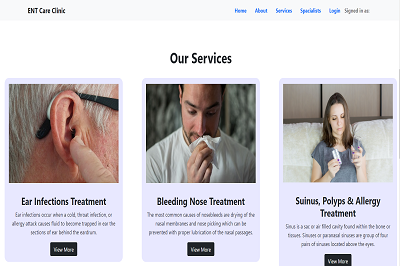 ENT Care Clinic
Home About Services Specialists Login Signed in as:
Our Services
Ear Infections Treatment
Ear infections occur when a cold, throat infection, or
allergy attack causes fluid to become trapped in ear the
sections of ear behind the eardrum.
View More
Bleeding Nose Treatment
The most common causes of nosebleeds are drying of the
nasal membranes and nose picking which can be
prevented with proper lubrication of the nasal passages.
View More
Suinus, Polyps & Allergy
Treatment
Sinus is a sac or air filled cavity found within the bone or
tissues. Sinuses or paranasal sinuses are group of four
pairs of sinuses located above the eyes.
View More